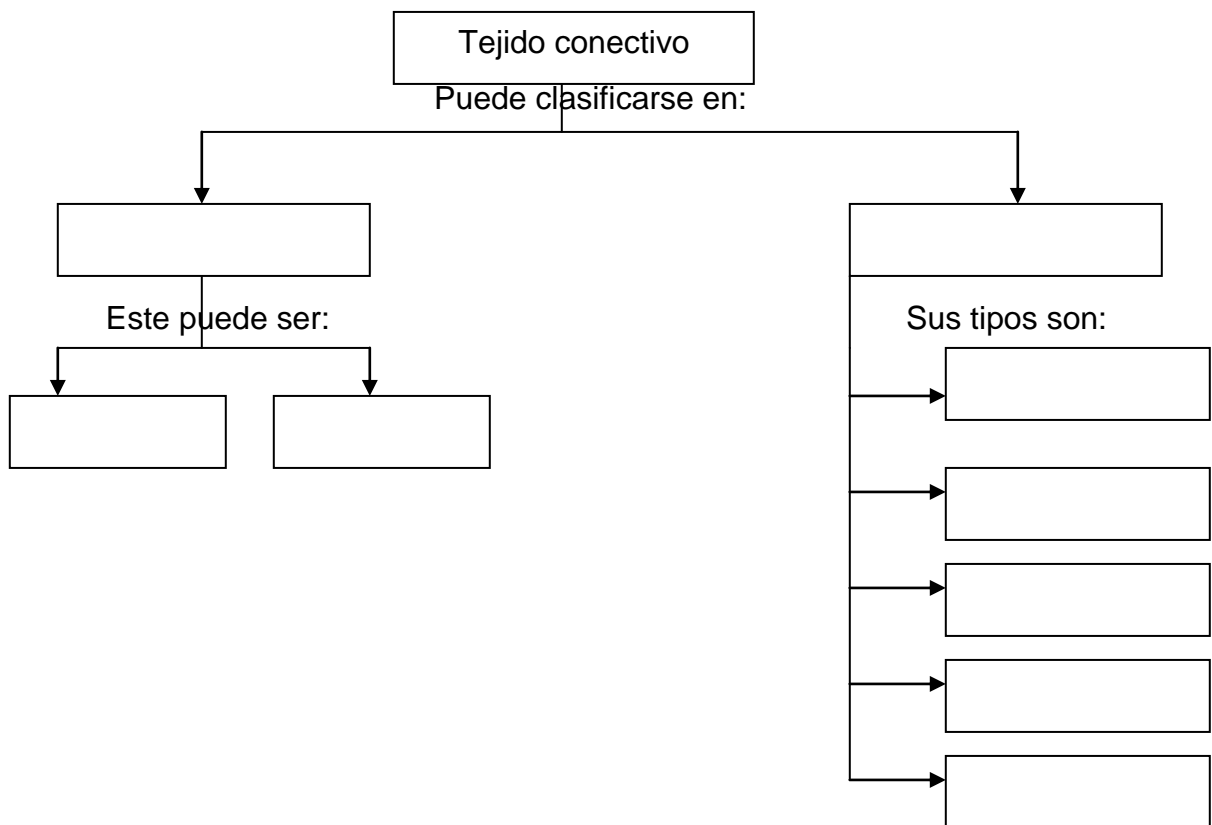 Tejido conectivo
Puede clasificarse en:
Este puede ser:
Sus tipos son: